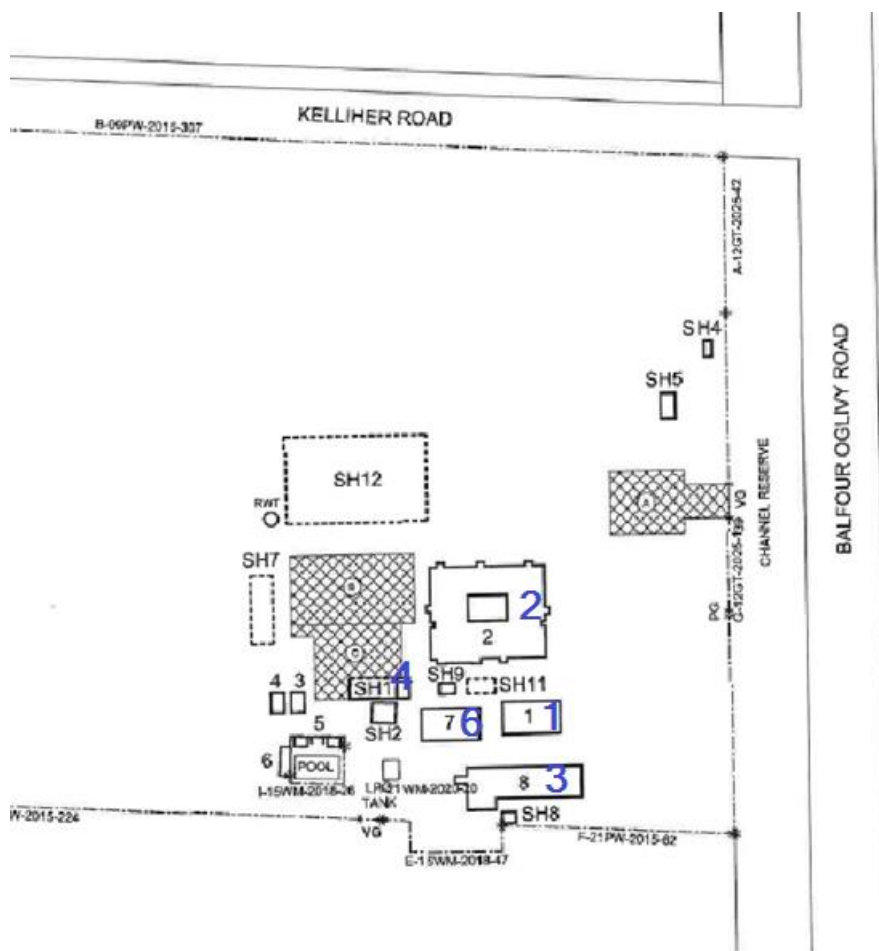 KELLIHER ROAD
B-09PW-2015-307
A-12GT-2025-42
SH4
SH5
BALFOUR OGLIVY ROAD
CHANNEL RESERVE
SH12
RWT
A
VG
SH7
B
2
2
PG
C
4
SH9
SH11
4
3
SH1
SH2
7
6
1
1
5
6
POOL
8
3
TANK
SH8
VG
W-2015-224
F-21PW-2015-62
E-15WM-2018-47